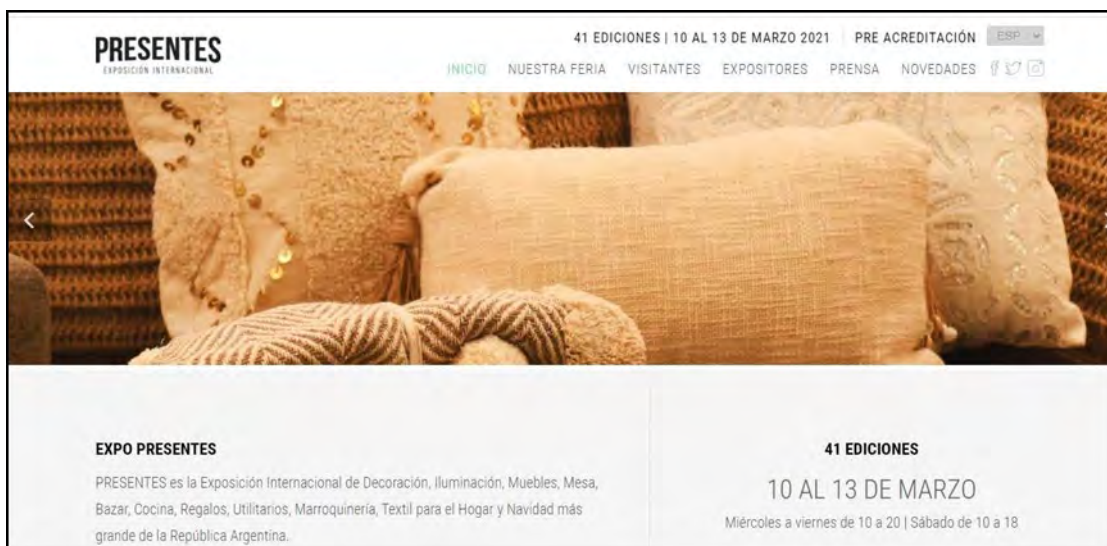 PRESENTES
EXPOSICIÓN INTERNACIONAL
41 EDICIONES | 10 AL 13 DE MARZO 2021 | PRE ACREDITACIÓN ESP
INICIO NUESTRA FERIA VISITANTES EXPOSITORES PRENSA NOVEDADES
EXPO PRESENTES
PRESENTES es la Exposición Internacional de Decoración, Iluminación, Muebles, Mesa,
Bazar, Cocina, Regalos, Utilitarios, Marroquinería, Textil para el Hogar y Navidad más
grande de la República Argentina.
41 EDICIONES
10 AL 13 DE MARZO
Miércoles a viernes de 10 a 20 | Sábado de 10 a 18